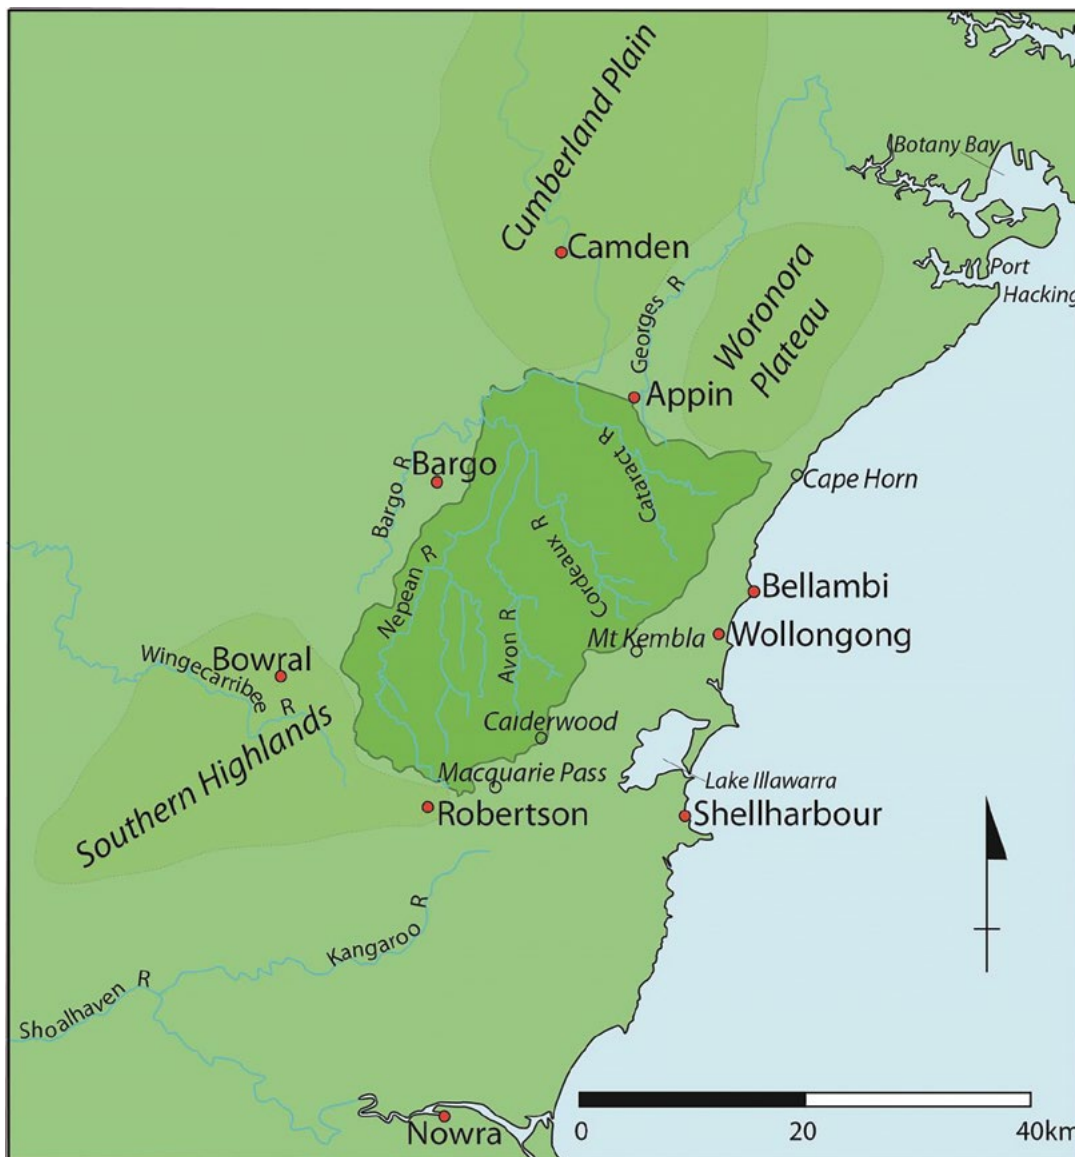 Cumberland Plain
Botany Bay
Camden
Port
Hacking
Georges R
Woronora
Plateau
Appin
Cataract R
Bargo R
Bargo
Cape Horn
Cordeaux R
Nepean R
Bellambi
Avon R
Mt Kembla
Wollongong
Wingecarribee R
Bowral
Southern Highlands
Calderwood
Macquarie Pass
Lake Illawarra
Robertson
Shellharbour
Kangaroo R
Shoalhaven R
Nowra
0 20 40km